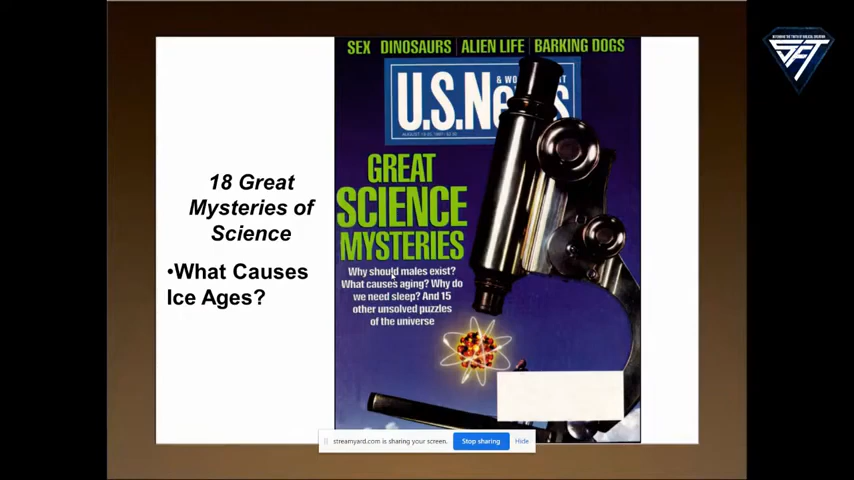 SEX DINOSAURS | ALIEN LIFE | BARKING DOGS
U.S.News
& WO
GREAT
SCIENCE
MYSTERIES
Why should males exist?
What causes aging? Why do
we need sleep? And 15
other unsolved puzzles
of the universe
18 Great
Mysteries of
Science
•What Causes
Ice Ages?
SFT
streamyard.com is sharing your screen.
Stop sharing
Hide